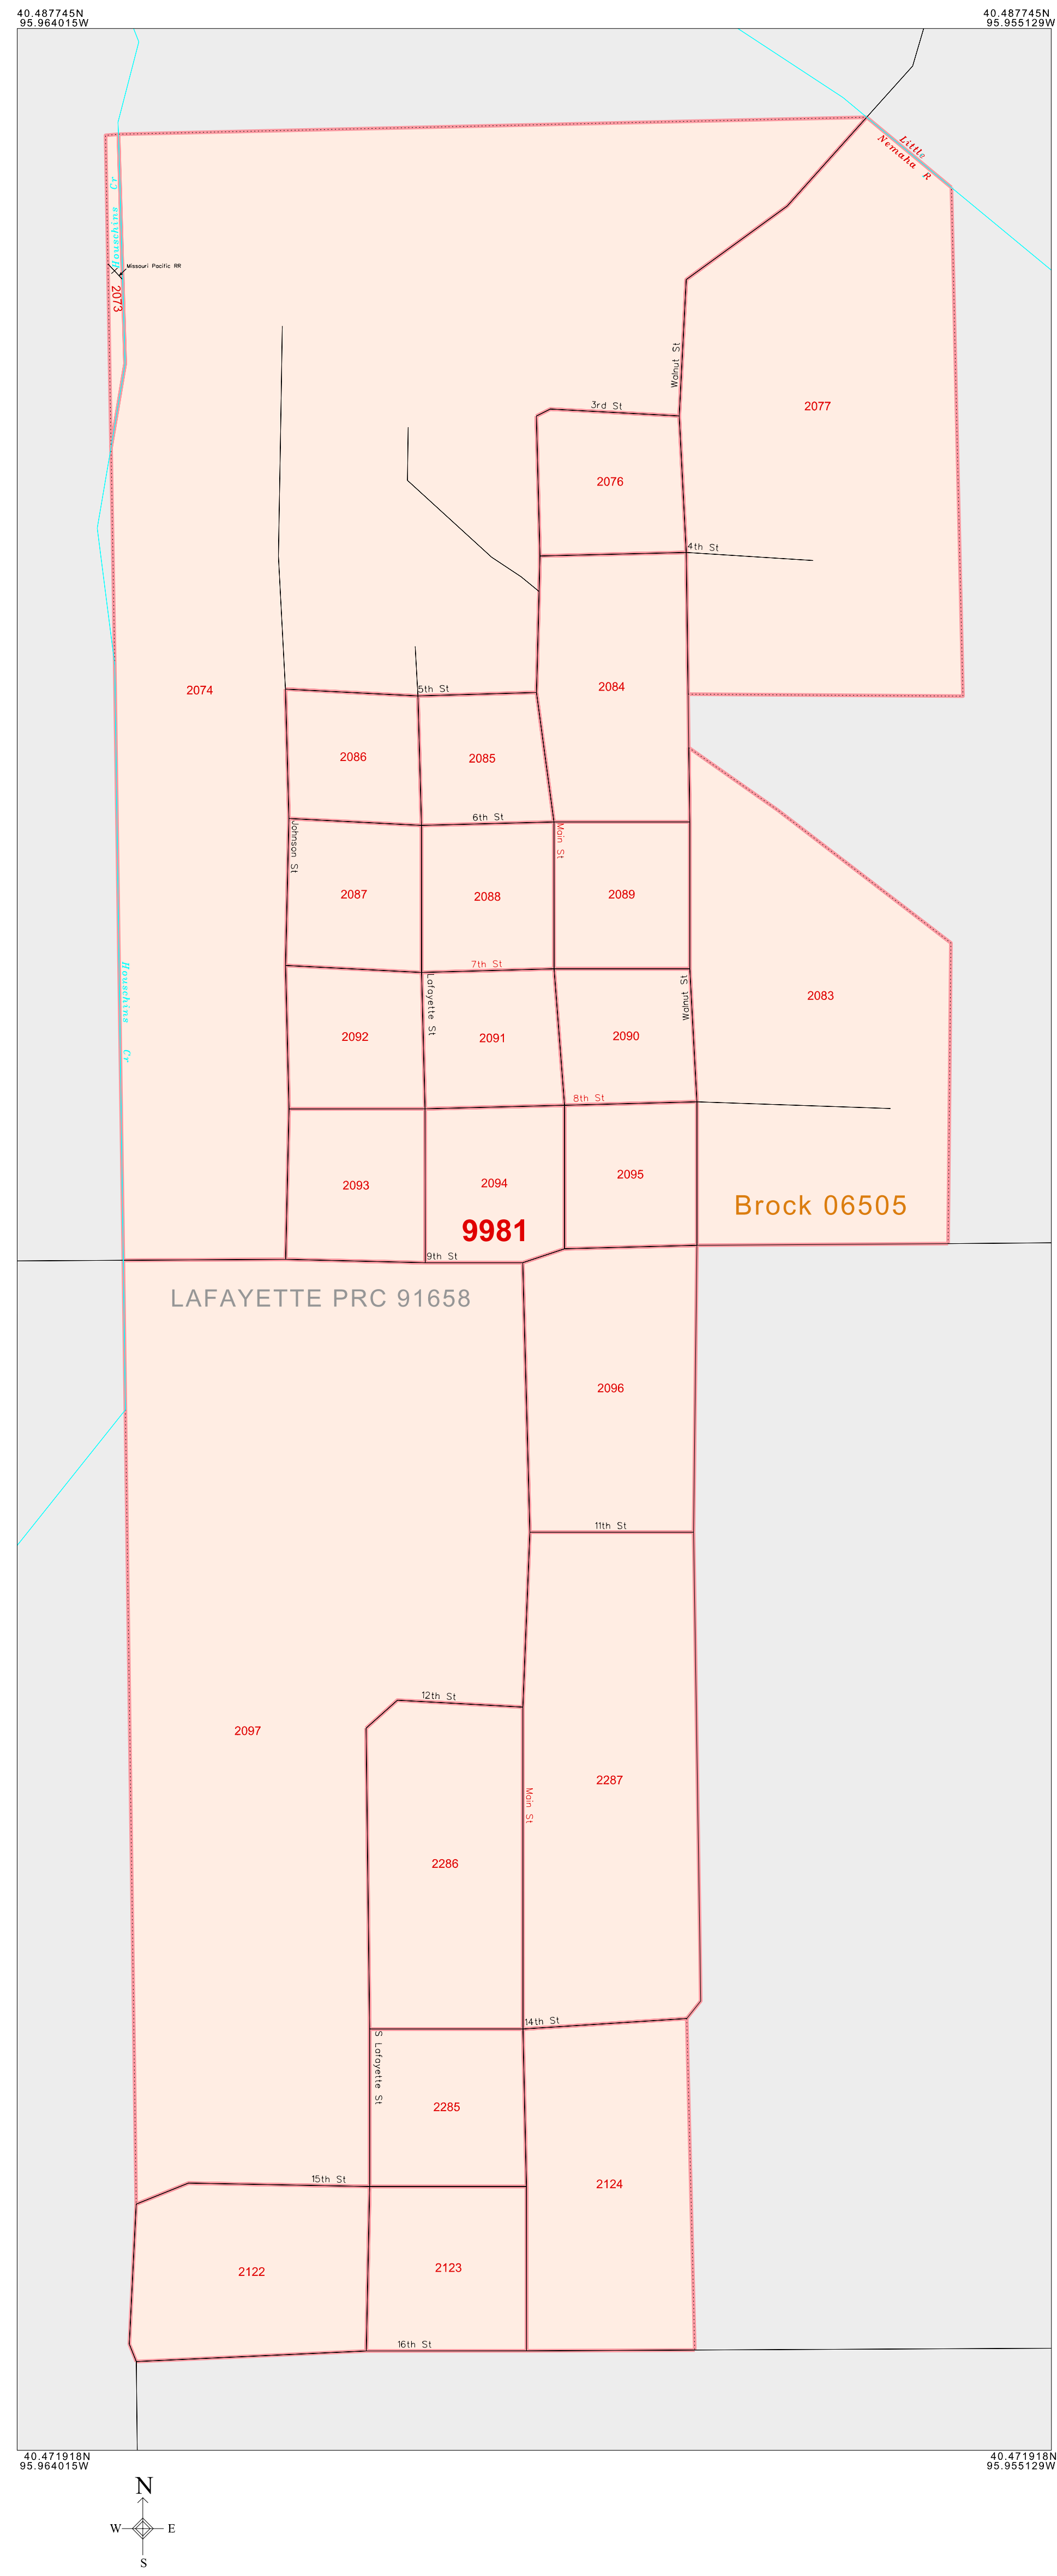 40.487745N
95.964015W
40.487745N
95.955129W
Little
Nemaha R
Hauschins Cr
Missouri Pacific RR
2073
Walnut St
3rd St
2077
2076
4th St
2074
5th St
2084
2086
2085
6th St
Johnson St
Main St
2087
2088
2089
7th St
Lafayette St
Walnut St
2083
Hauschins Cr
2092
2091
2090
8th St
2093
2094
2095
Brock 06505
9981
9th St
LAFAYETTE PRC 91658
2096
11th St
12th St
2097
2287
Main St
2286
14th St
S Lafayette St
2285
15th St
2124
2122
2123
16th St
40.471918N
95.964015W
40.471918N
95.955129W
N
W
E
S